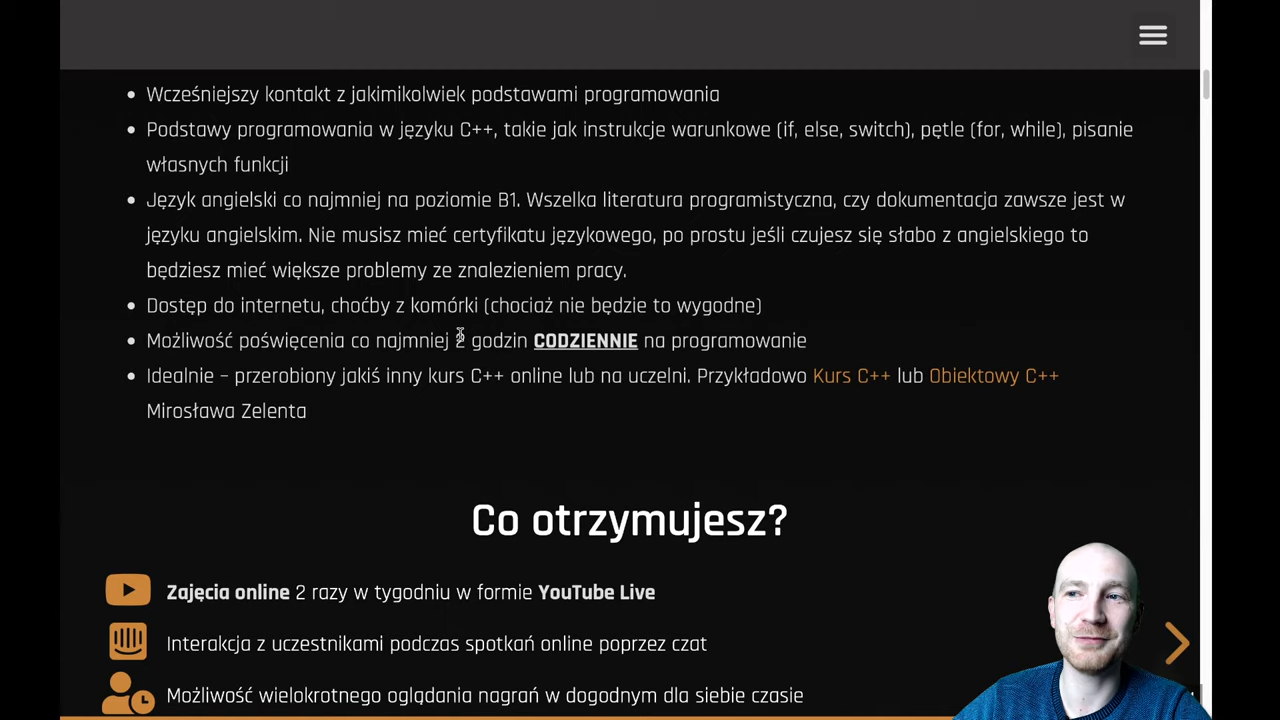 Wcześniejszy kontakt z jakimikolwiek podstawami programowania
Podstawy programowania w języku C++, takie jak instrukcje warunkowe (if, else, switch), pętle (for, while), pisanie
własnych funkcji
Język angielski co najmniej na poziomie B1. Wszelka literatura programistyczna, czy dokumentacja zawsze jest w
języku angielskim. Nie musisz mieć certyfikatu językowego, po prostu jeśli czujesz się słabo z angielskiego to
będziesz mieć większe problemy ze znalezieniem pracy.
Dostęp do internetu, choćby z komórki (chociaż nie będzie to wygodne)
Możliwość poświęcenia co najmniej 2 godzin CODZIENNIE na programowanie
Idealnie – przerobiony jakiś inny kurs C++ online lub na uczelni. Przykładowo Kurs C++ lub Obiektowy C++
Mirosława Zelenta
Co otrzymujesz?
Zajęcia online 2 razy w tygodniu w formie YouTube Live
Interakcja z uczestnikami podczas spotkań online poprzez czat
Możliwość wielokrotnego oglądania nagrań w dogodnym dla siebie czasie